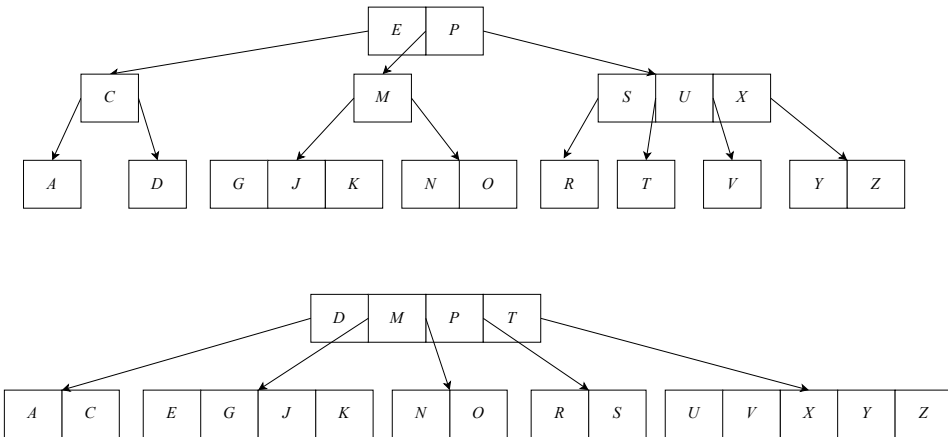 E P
C M S U X
A D G J K N O R T V Y Z
D M P T
A C E G J K N O R S U V X Y Z